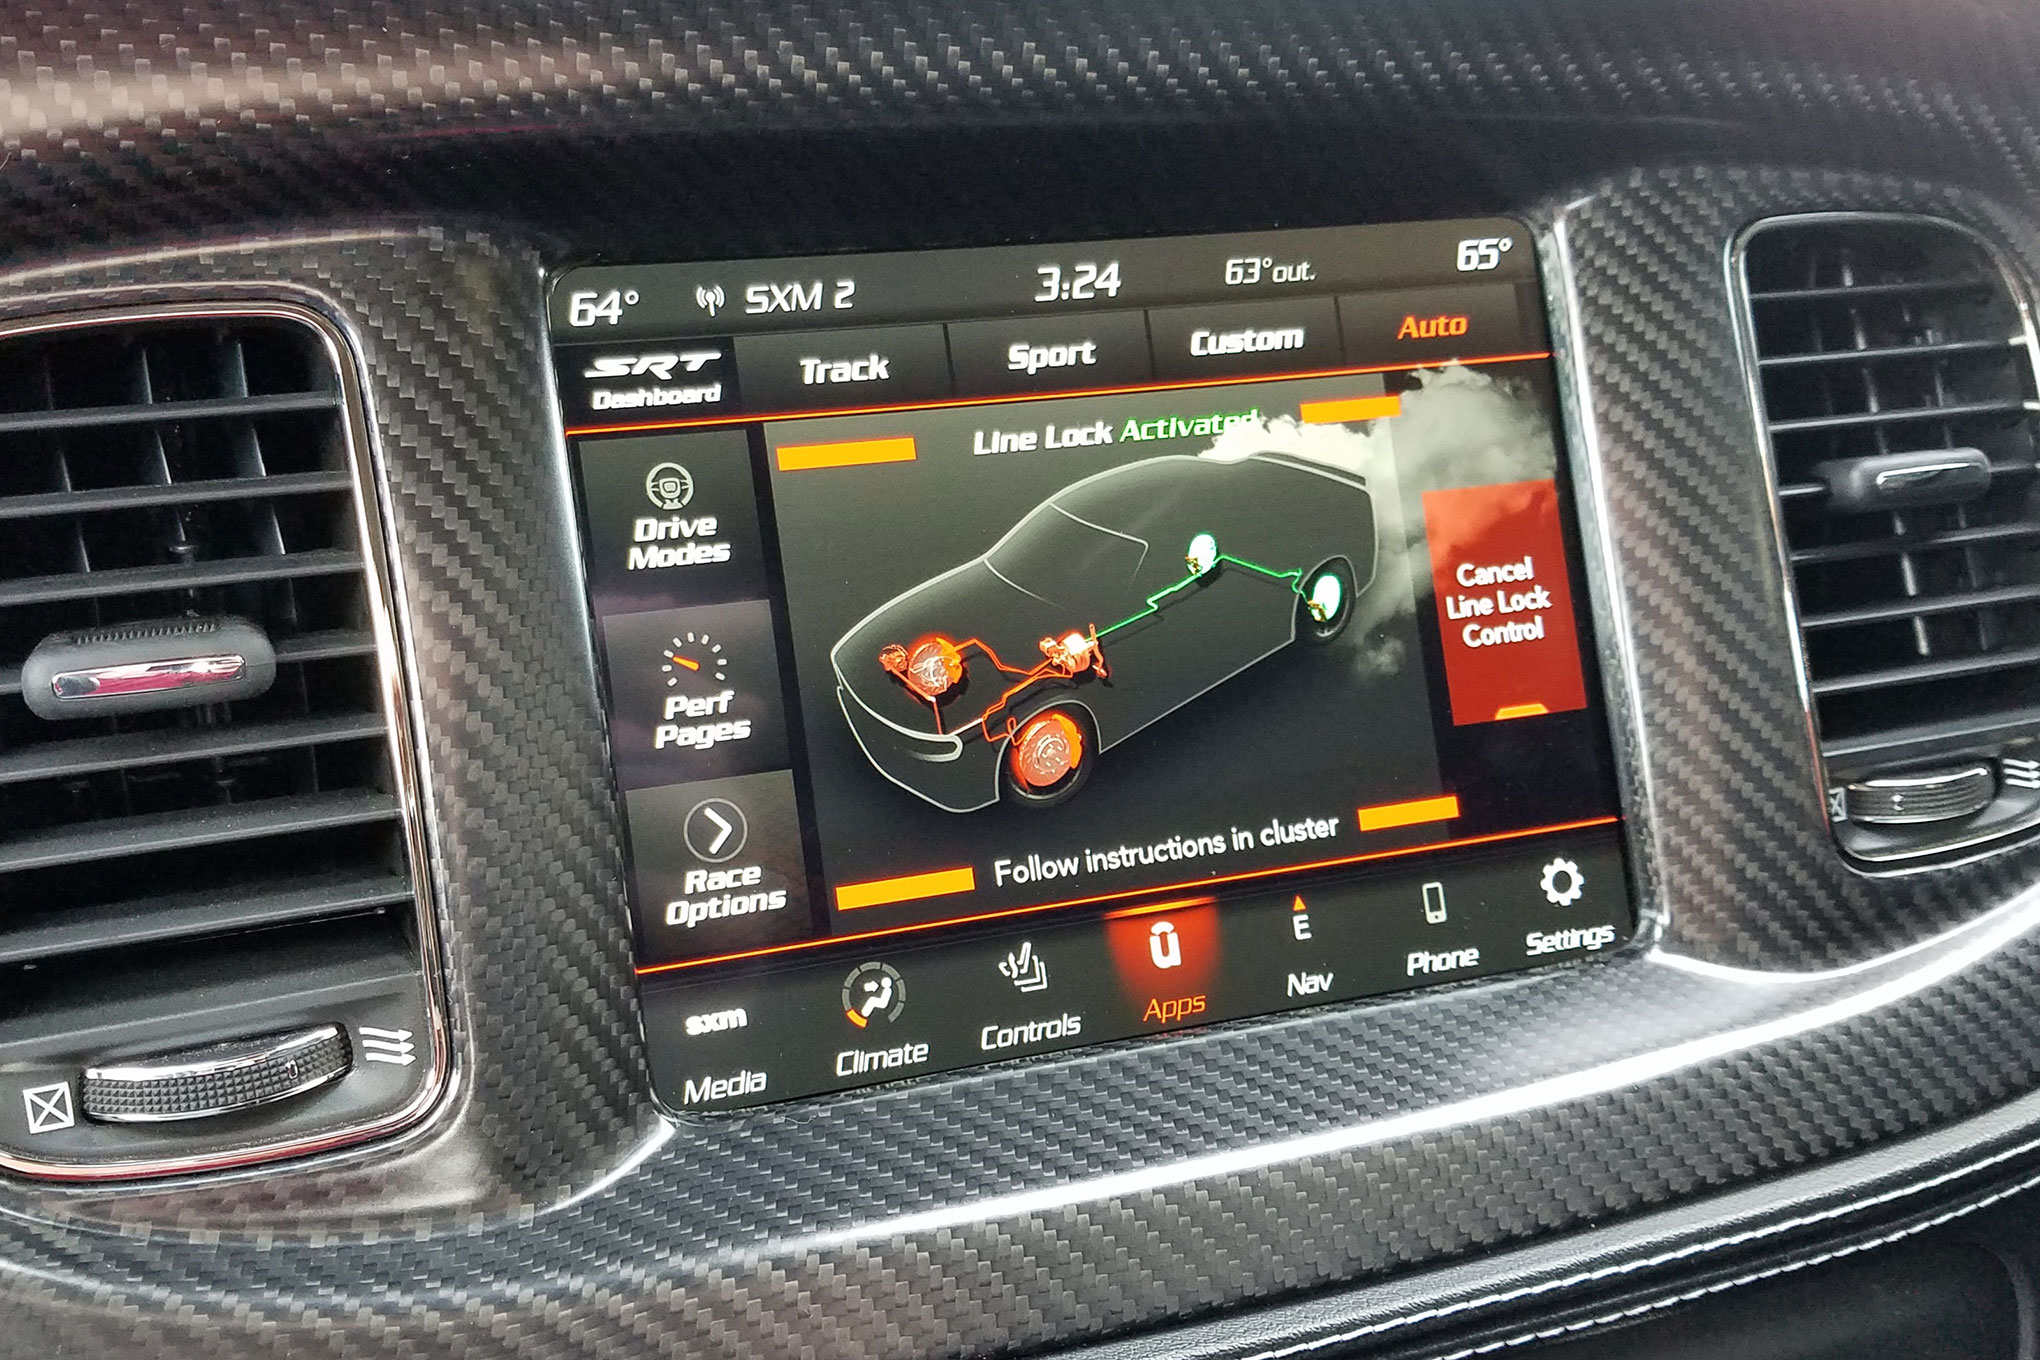 64° SXM 2 3:24 63°out. 65°
SRT
Dashboard
Track
Sport
Custom
Auto
Line Lock Activated
Drive
Modes
Perf
Pages
Race
Options
Cancel
Line Lock
Control
Follow instructions in cluster
sxm
Media
Climate
Controls
Apps
E
Nav
Phone
Settings